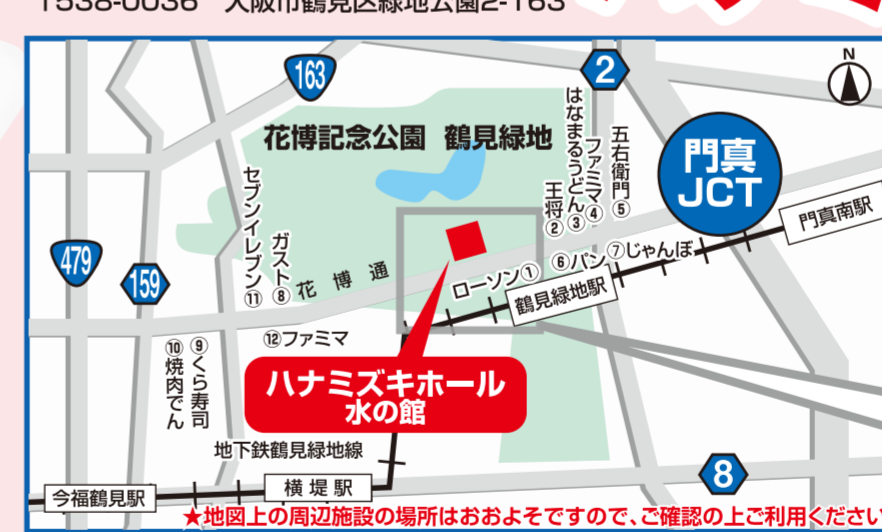 〒538-0036　大阪市鶴見区緑地公園2-163
163
2
N
花博記念公園　鶴見緑地
はなまるうどん③
ファミマ④
五右衛門⑤
王将②
門真
JCT
門真南駅
セブンイレブン⑪
ガスト⑧
花博通
479
159
ローソン①
⑥パン
⑦じゃんぼ
鶴見緑地駅
⑫ファミマ
⑩焼肉でん
⑨くら寿司
ハナミズキホール
水の館
地下鉄鶴見緑地線
8
横堤駅
今福鶴見駅
★地図上の周辺施設の場所はおおよそですので、ご確認の上ご利用ください